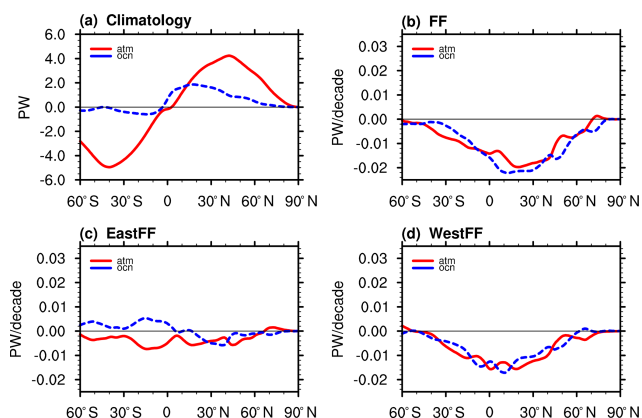 (a) Climatology
6.0
4.0
2.0
0.0
-2.0
-4.0
-6.0
PW
atm
ocn
60°S 30°S 0 30°N 60°N 90°N
(b) FF
0.03
0.02
0.01
0.00
-0.01
-0.02
PW/decade
atm
ocn
60°S 30°S 0 30°N 60°N 90°N
(c) EastFF
0.03
0.02
0.01
0.00
-0.01
-0.02
PW/decade
atm
ocn
60°S 30°S 0 30°N 60°N 90°N
(d) WestFF
0.03
0.02
0.01
0.00
-0.01
-0.02
PW/decade
atm
ocn
60°S 30°S 0 30°N 60°N 90°N